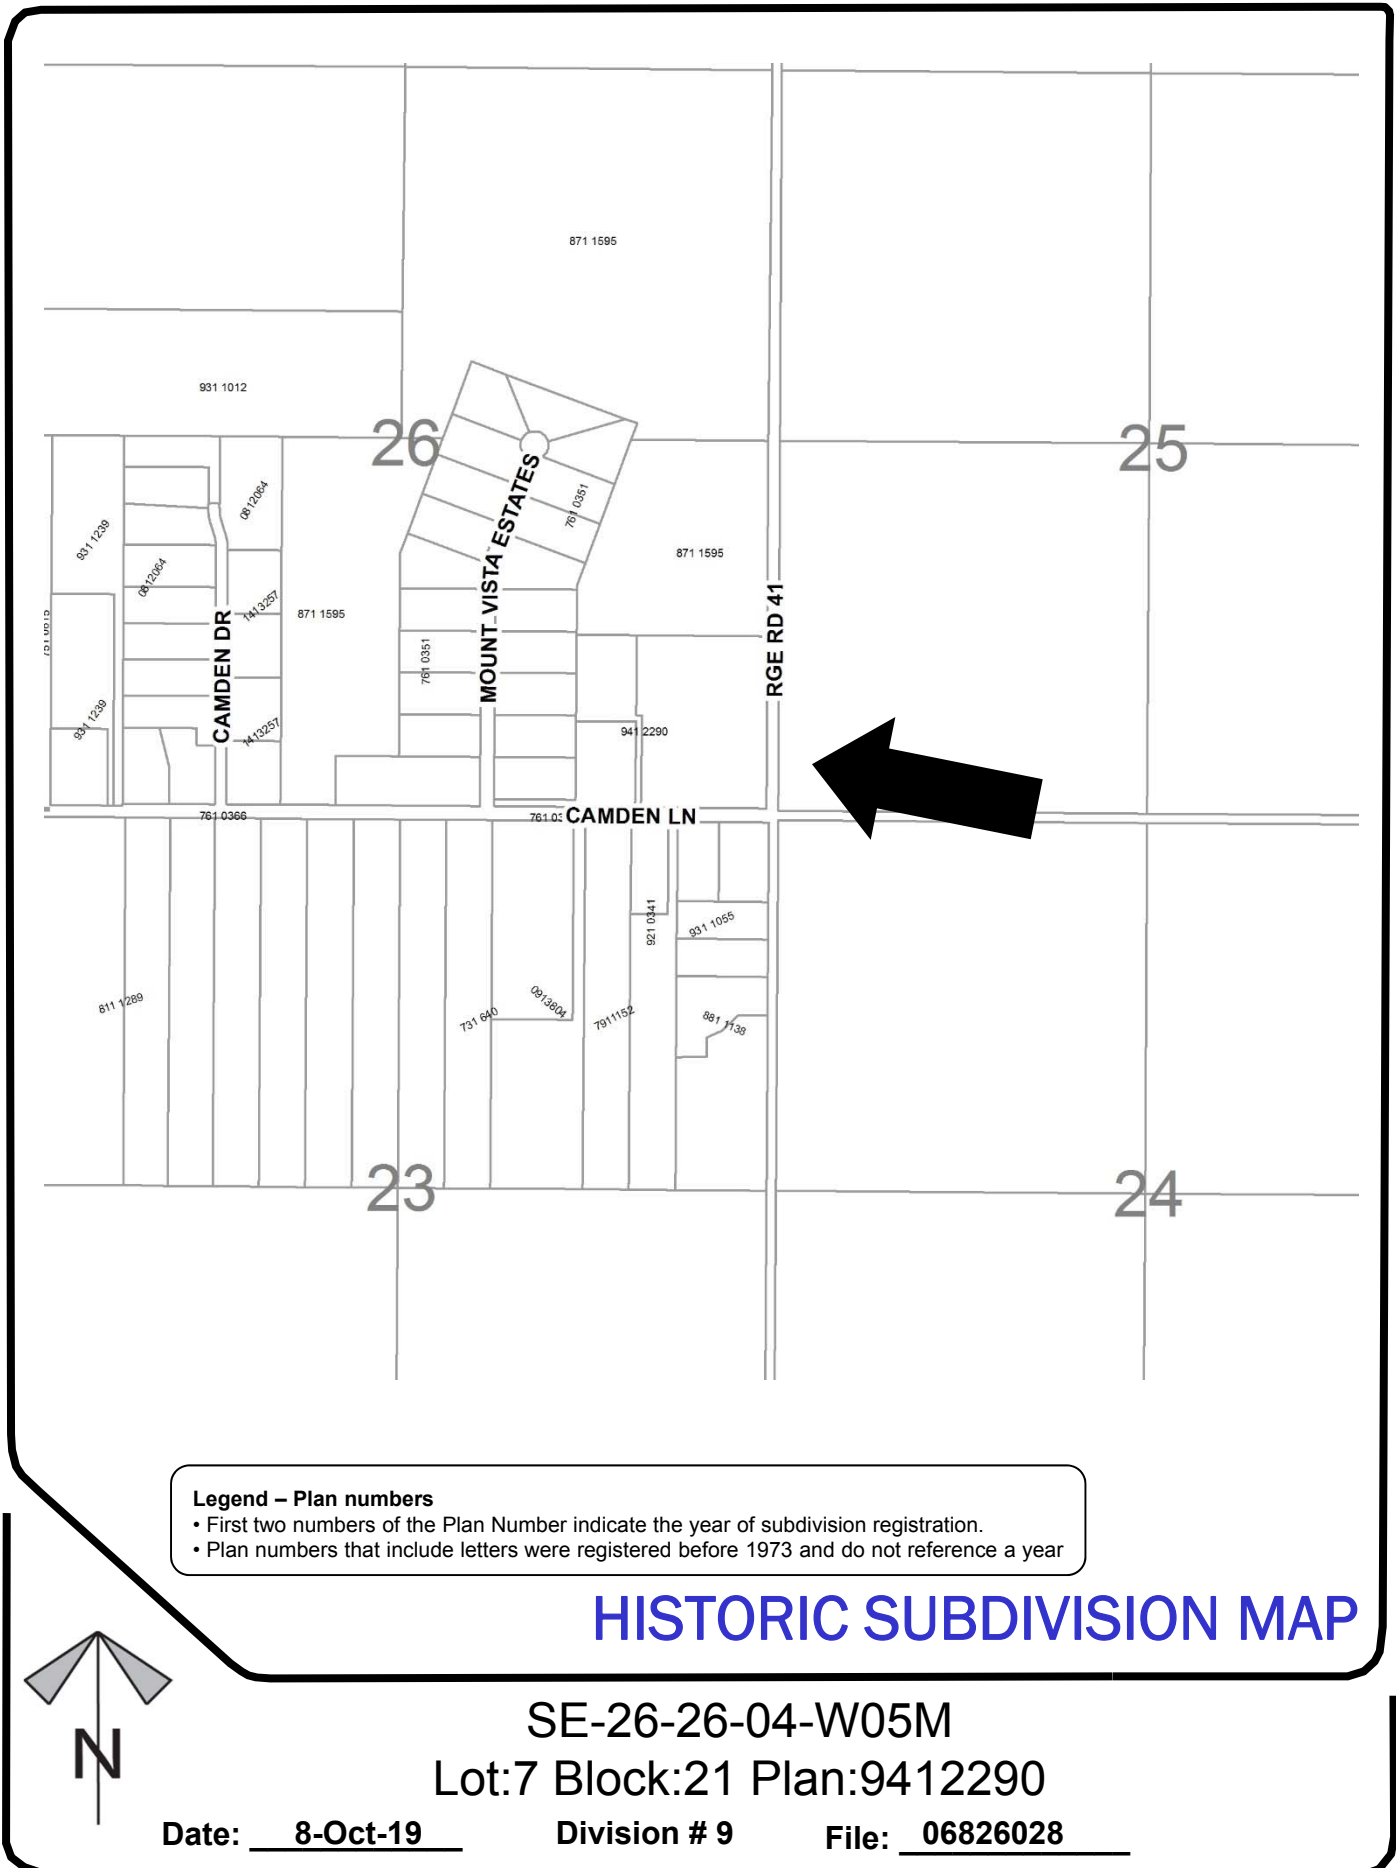 871 1595
931 1012
26
25
MOUNT VISTA ESTATES
761 0351
0812064
931 1239
871 1595
0812064
1413257
871 1595
RGE RD 41
CAMDEN DR
761 0351
931 1239
1413257
941 2290
761 0366
761 03
CAMDEN LN
921 0341
931 1055
811 1289
731 640
0913804
7911152
881 1138
23
24
Legend – Plan numbers
• First two numbers of the Plan Number indicate the year of subdivision registration.
• Plan numbers that include letters were registered before 1973 and do not reference a year
HISTORIC SUBDIVISION MAP
N
SE-26-26-04-W05M
Lot:7 Block:21 Plan:9412290
Date: 8-Oct-19 Division # 9 File: 06826028